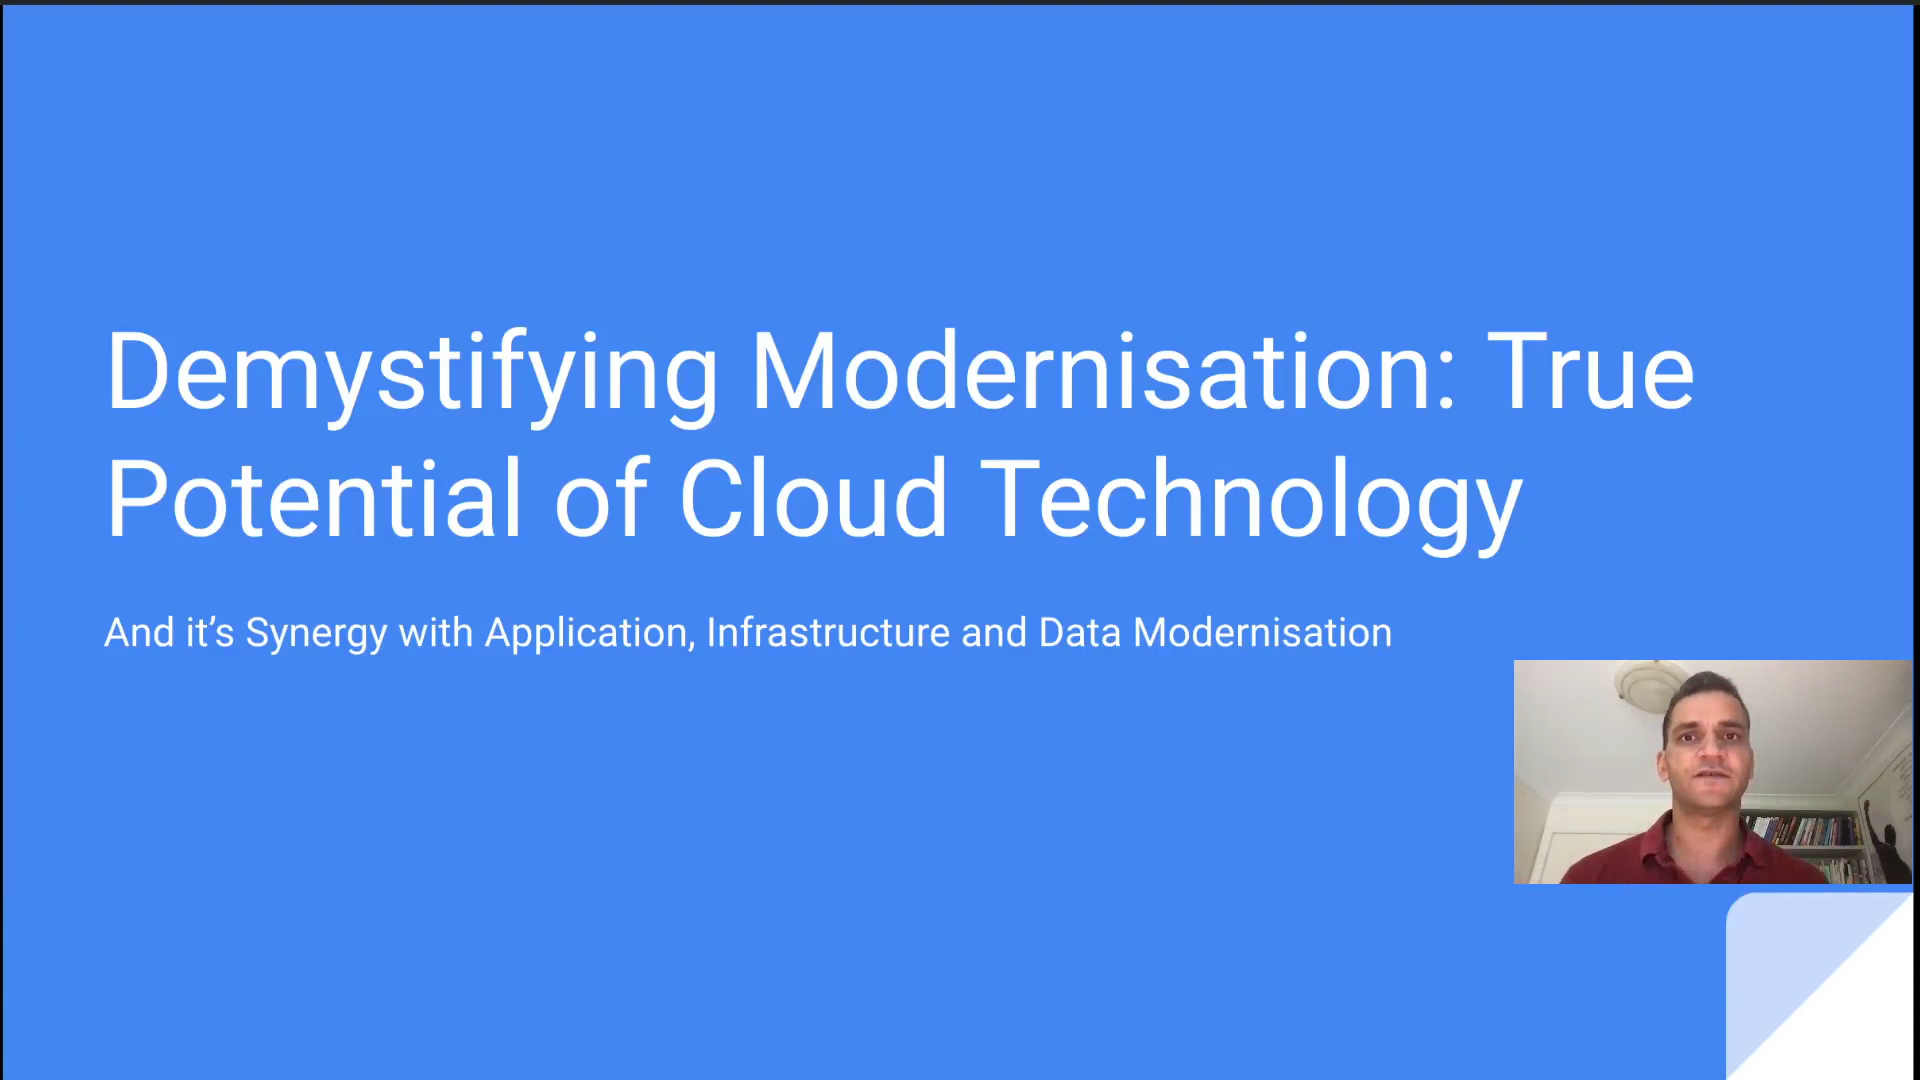 Demystifying Modernisation: True
Potential of Cloud Technology
And it’s Synergy with Application, Infrastructure and Data Modernisation